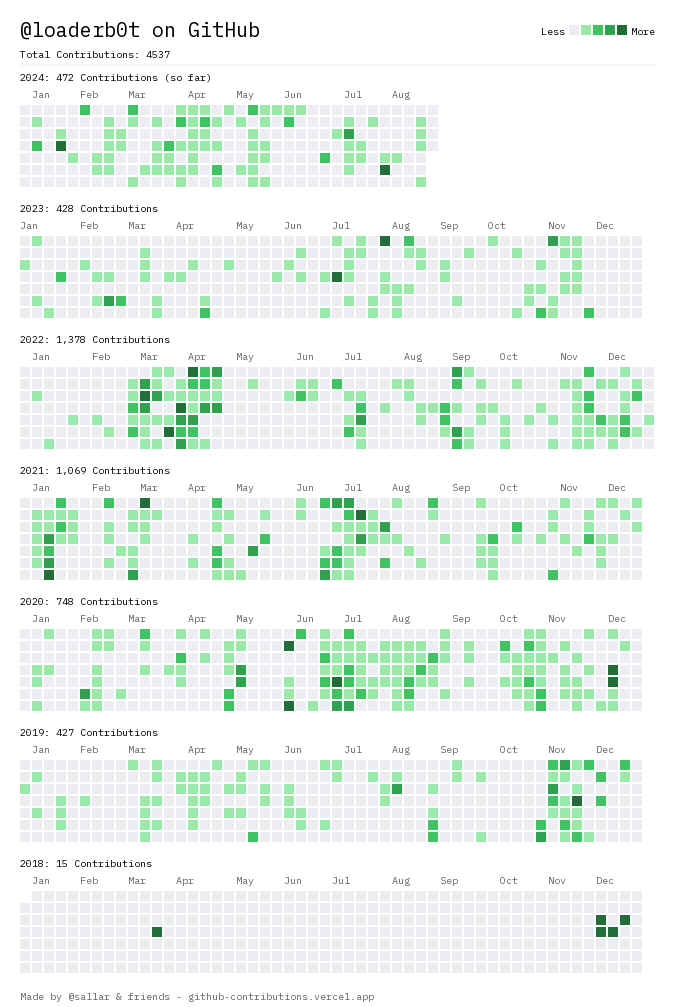 @loaderb0t on GitHub
Less More
Total Contributions: 4537
2024: 472 Contributions (so far)
Jan Feb Mar Apr May Jun Jul Aug
2023: 428 Contributions
Jan Feb Mar Apr May Jun Jul Aug Sep Oct Nov Dec
2022: 1,378 Contributions
Jan Feb Mar Apr May Jun Jul Aug Sep Oct Nov Dec
2021: 1,069 Contributions
Jan Feb Mar Apr May Jun Jul Aug Sep Oct Nov Dec
2020: 748 Contributions
Jan Feb Mar Apr May Jun Jul Aug Sep Oct Nov Dec
2019: 427 Contributions
Jan Feb Mar Apr May Jun Jul Aug Sep Oct Nov Dec
2018: 15 Contributions
Jan Feb Mar Apr May Jun Jul Aug Sep Oct Nov Dec
Made by @sallar & friends - github-contributions.vercel.app